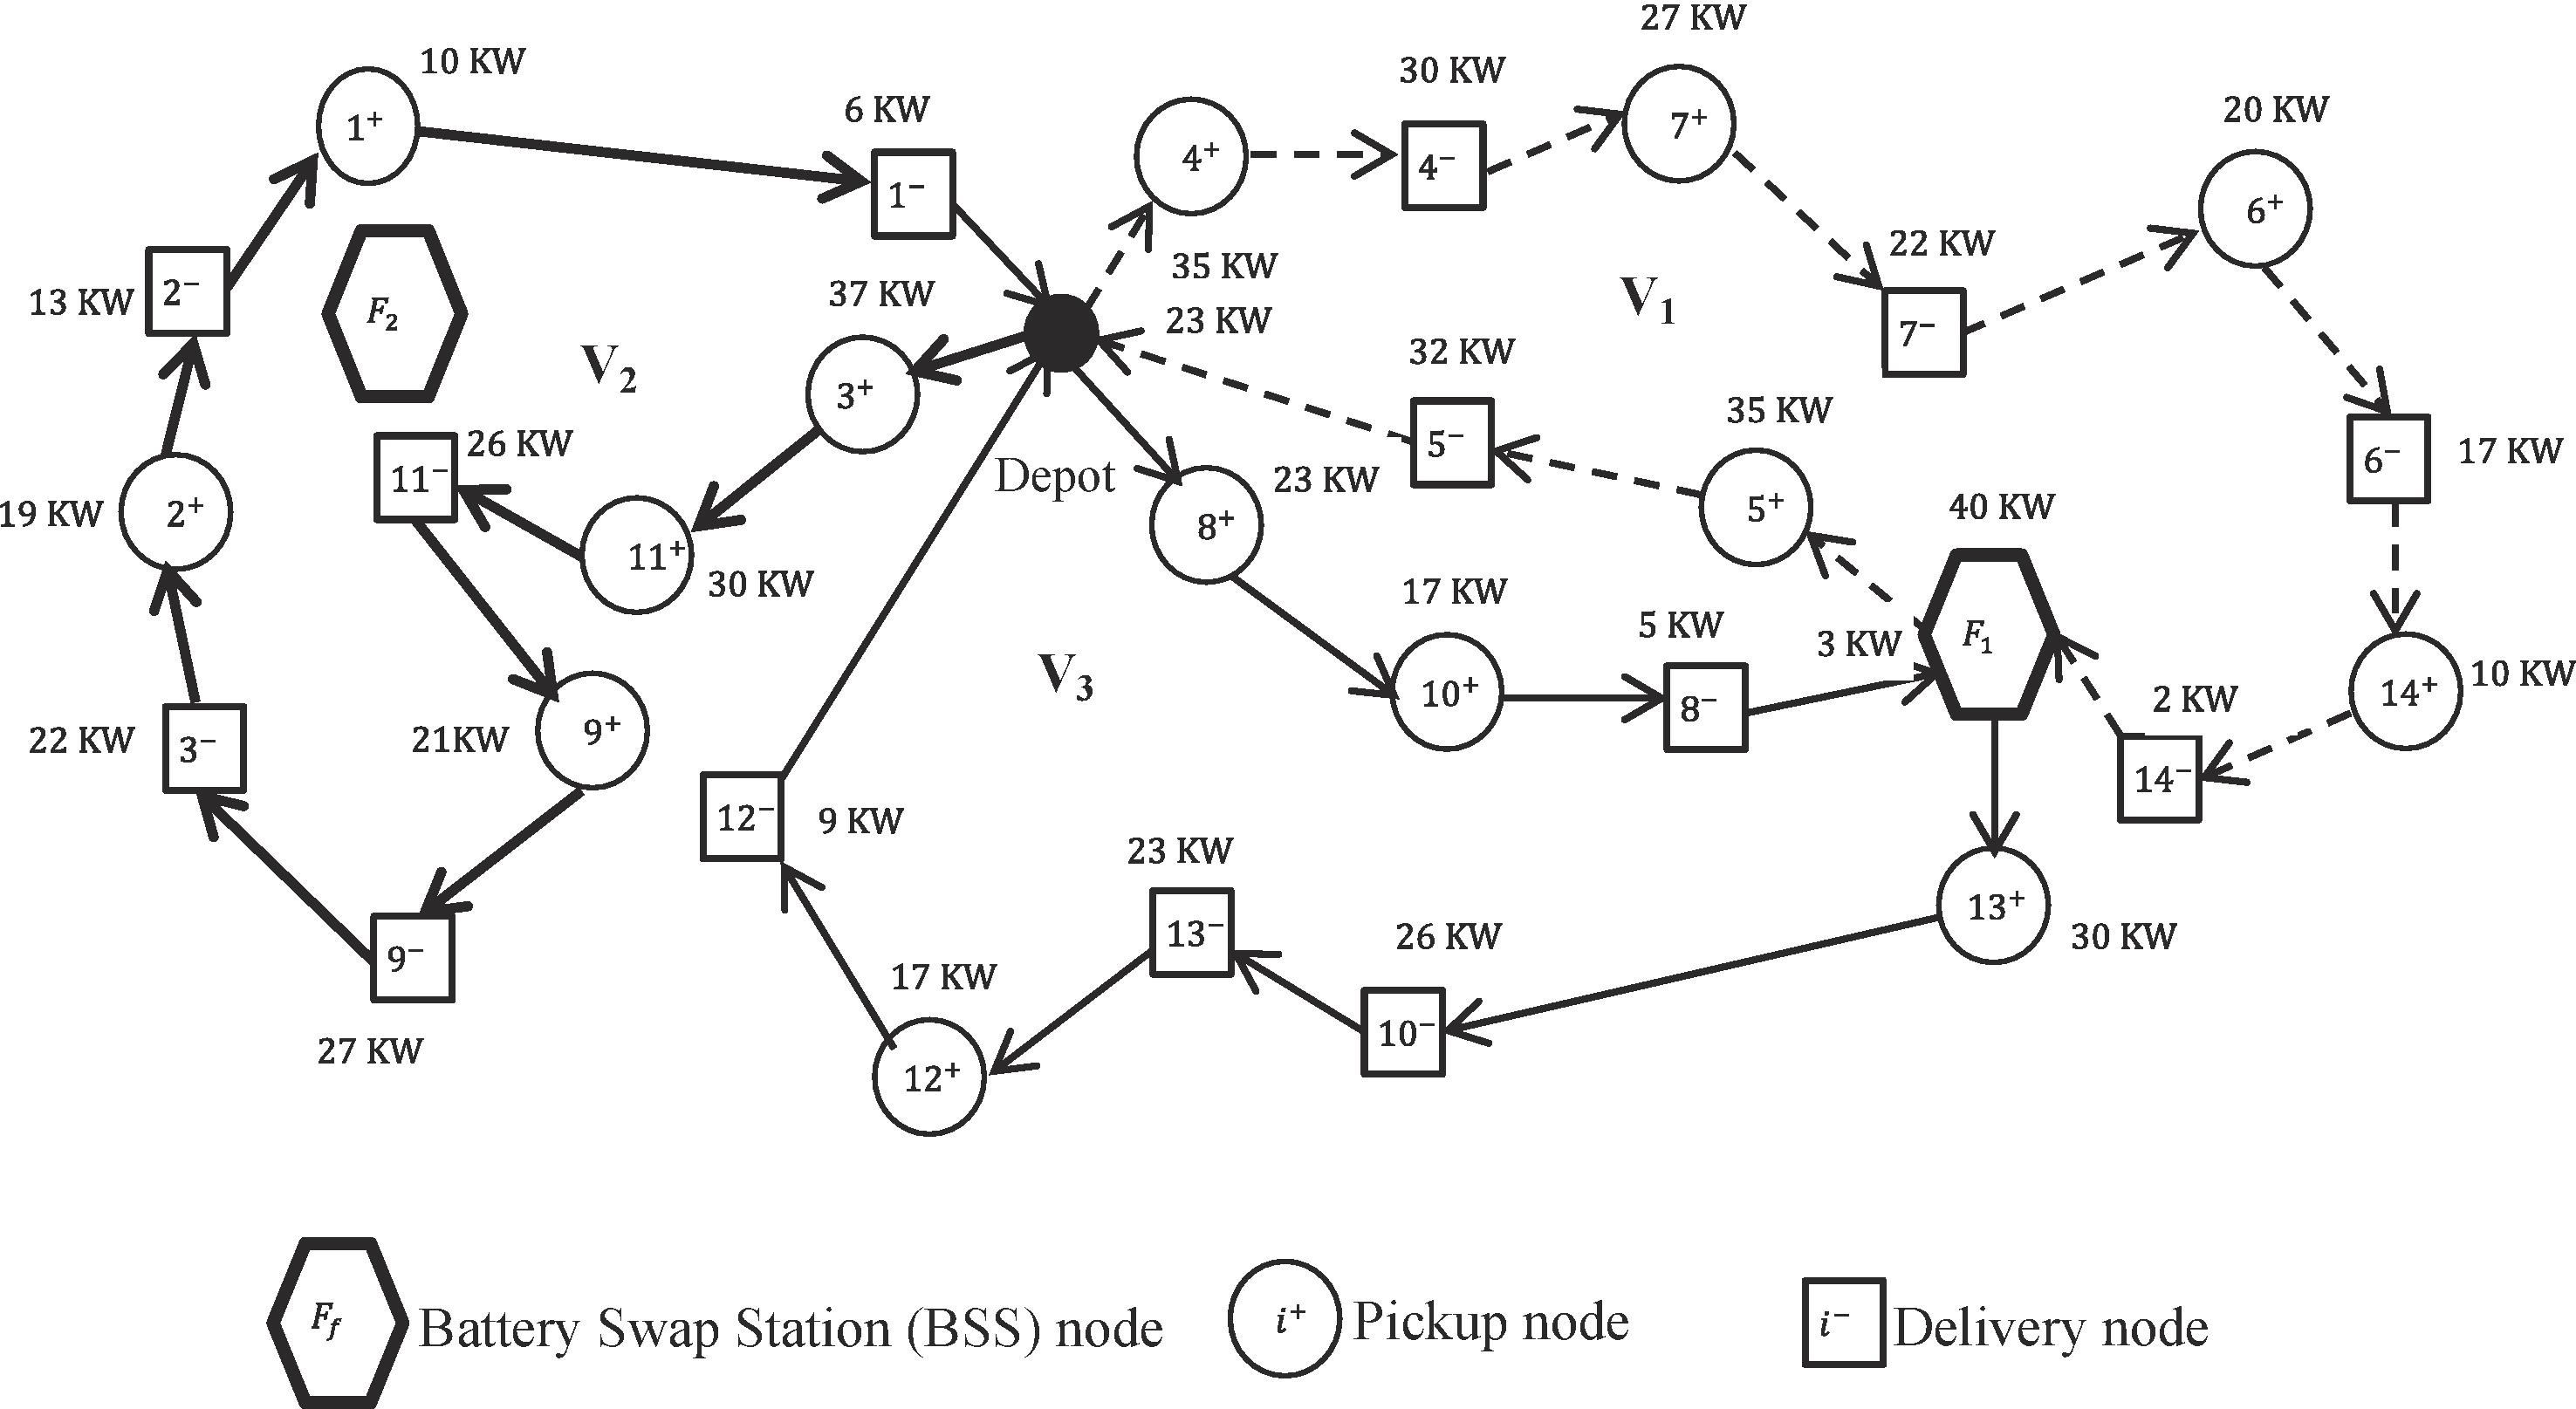 27 KW
10 KW
30 KW
6 KW
20 KW
1⁺
4⁺
4⁻
7⁺
1⁻
6⁺
35 KW
22 KW
2⁻
13 KW
F₂
37 KW
23 KW
V₁
7⁻
V₂
32 KW
3⁺
35 KW
26 KW
5⁻
6⁻
17 KW
11⁻
Depot
23 KW
19 KW
2⁺
8⁺
5⁺
40 KW
11⁺
30 KW
17 KW
5 KW
3 KW
F₁
V₃
10⁺
8⁻
14⁺
10 KW
2 KW
22 KW
3⁻
21KW
9⁺
14⁻
12⁻
9 KW
23 KW
13⁻
26 KW
13⁺
30 KW
9⁻
17 KW
10⁻
27 KW
12⁺
F_f Battery Swap Station (BSS) node
i⁺ Pickup node
i⁻ Delivery node